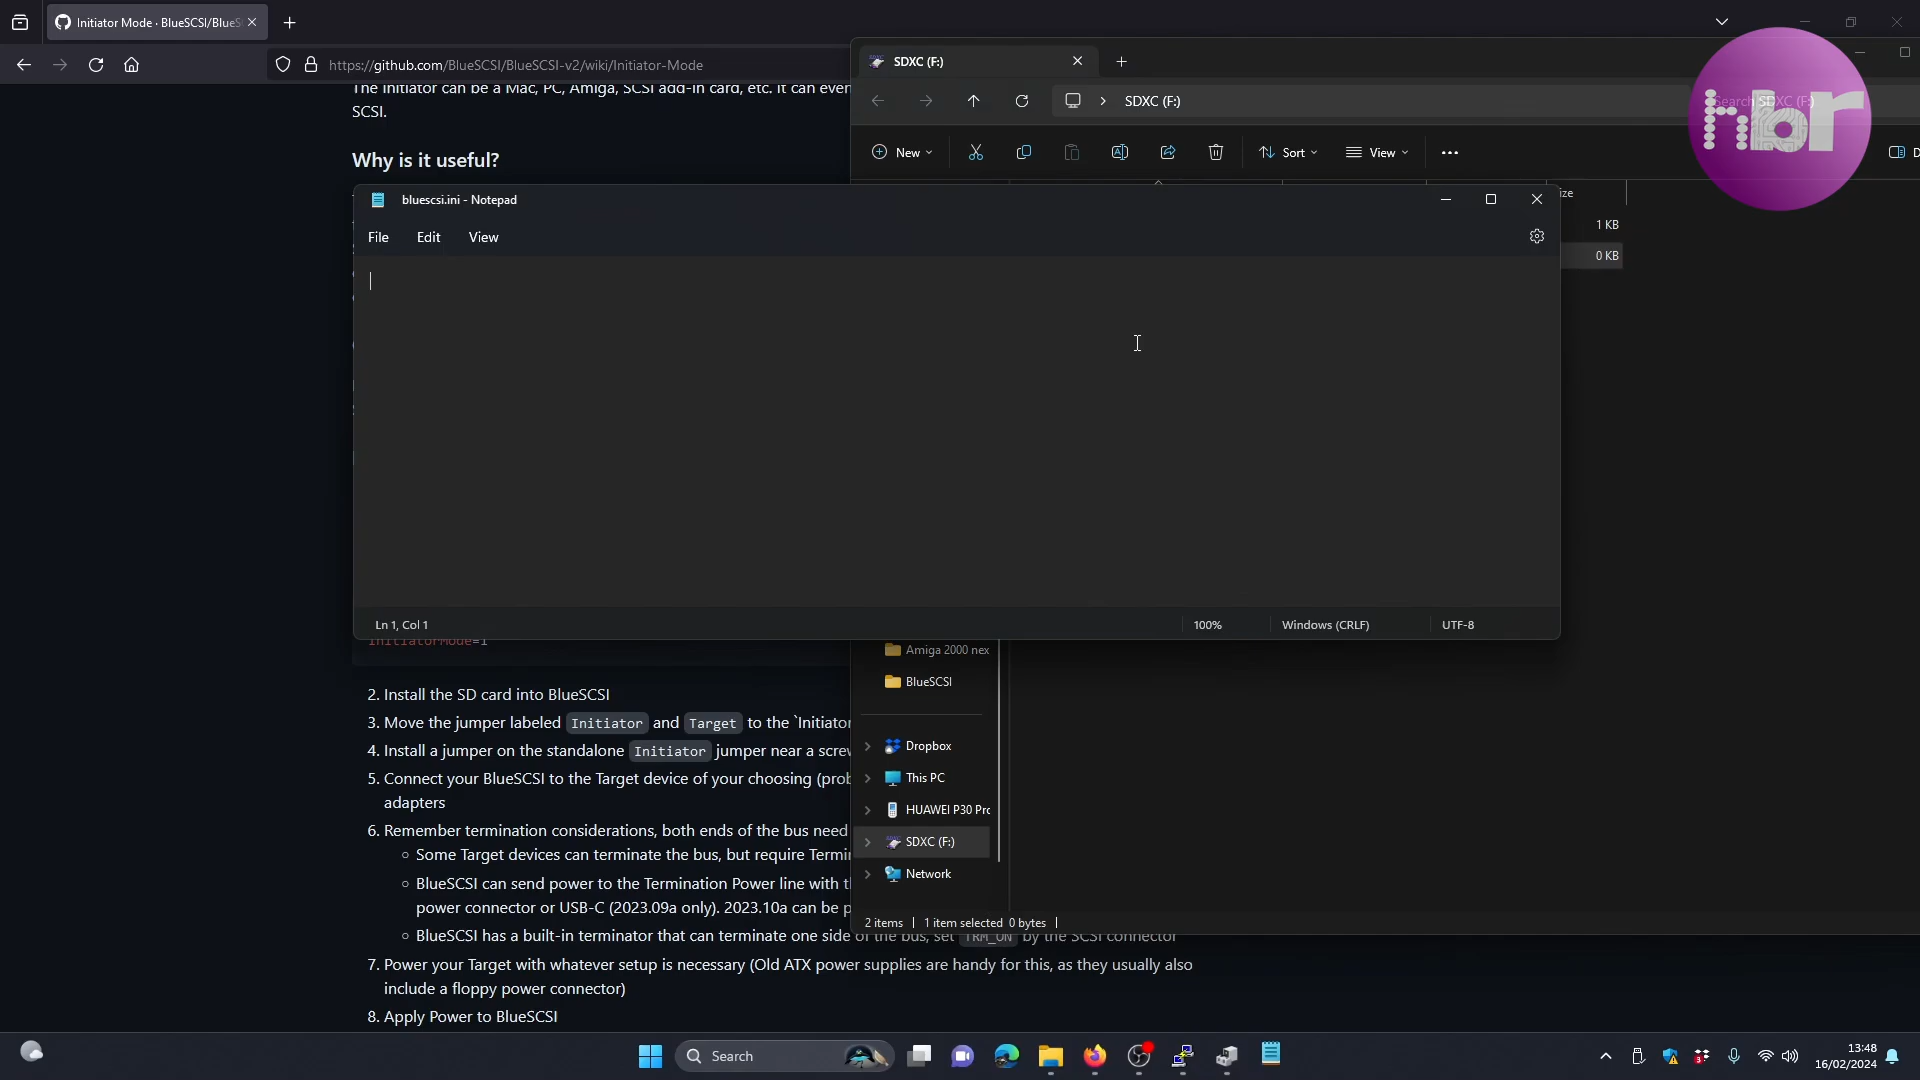 Initiator Mode · BlueSCSI/BlueS
https://github.com/BlueSCSI/BlueSCSI-v2/wiki/Initiator-Mode
The Initiator can be a Mac, PC, Amiga, SCSI add-in card, etc. It can even
SCSI.
Why is it useful?
SDXC (F:)
SDXC (F:)
Search SDXC (F:)
hbr
New
Sort
View
ize
1 KB
0 KB
bluescsi.ini - Notepad
File
Edit
View
Ln 1, Col 1
100%
Windows (CRLF)
UTF-8
InitiatorMode=1
2. Install the SD card into BlueSCSI
3. Move the jumper labeled Initiator and Target to the `Initiator
4. Install a jumper on the standalone Initiator jumper near a screw
5. Connect your BlueSCSI to the Target device of your choosing (prob
adapters
6. Remember termination considerations, both ends of the bus need
Some Target devices can terminate the bus, but require Termin
BlueSCSI can send power to the Termination Power line with th
power connector or USB-C (2023.09a only). 2023.10a can be p
BlueSCSI has a built-in terminator that can terminate one side of the bus, set TRM_ON by the SCSI connector
7. Power your Target with whatever setup is necessary (Old ATX power supplies are handy for this, as they usually also
include a floppy power connector)
8. Apply Power to BlueSCSI
Amiga 2000 nex
BlueSCSI
Dropbox
This PC
HUAWEI P30 Pro
SDXC (F:)
Network
2 items
1 item selected 0 bytes
Search
13:48
16/02/2024